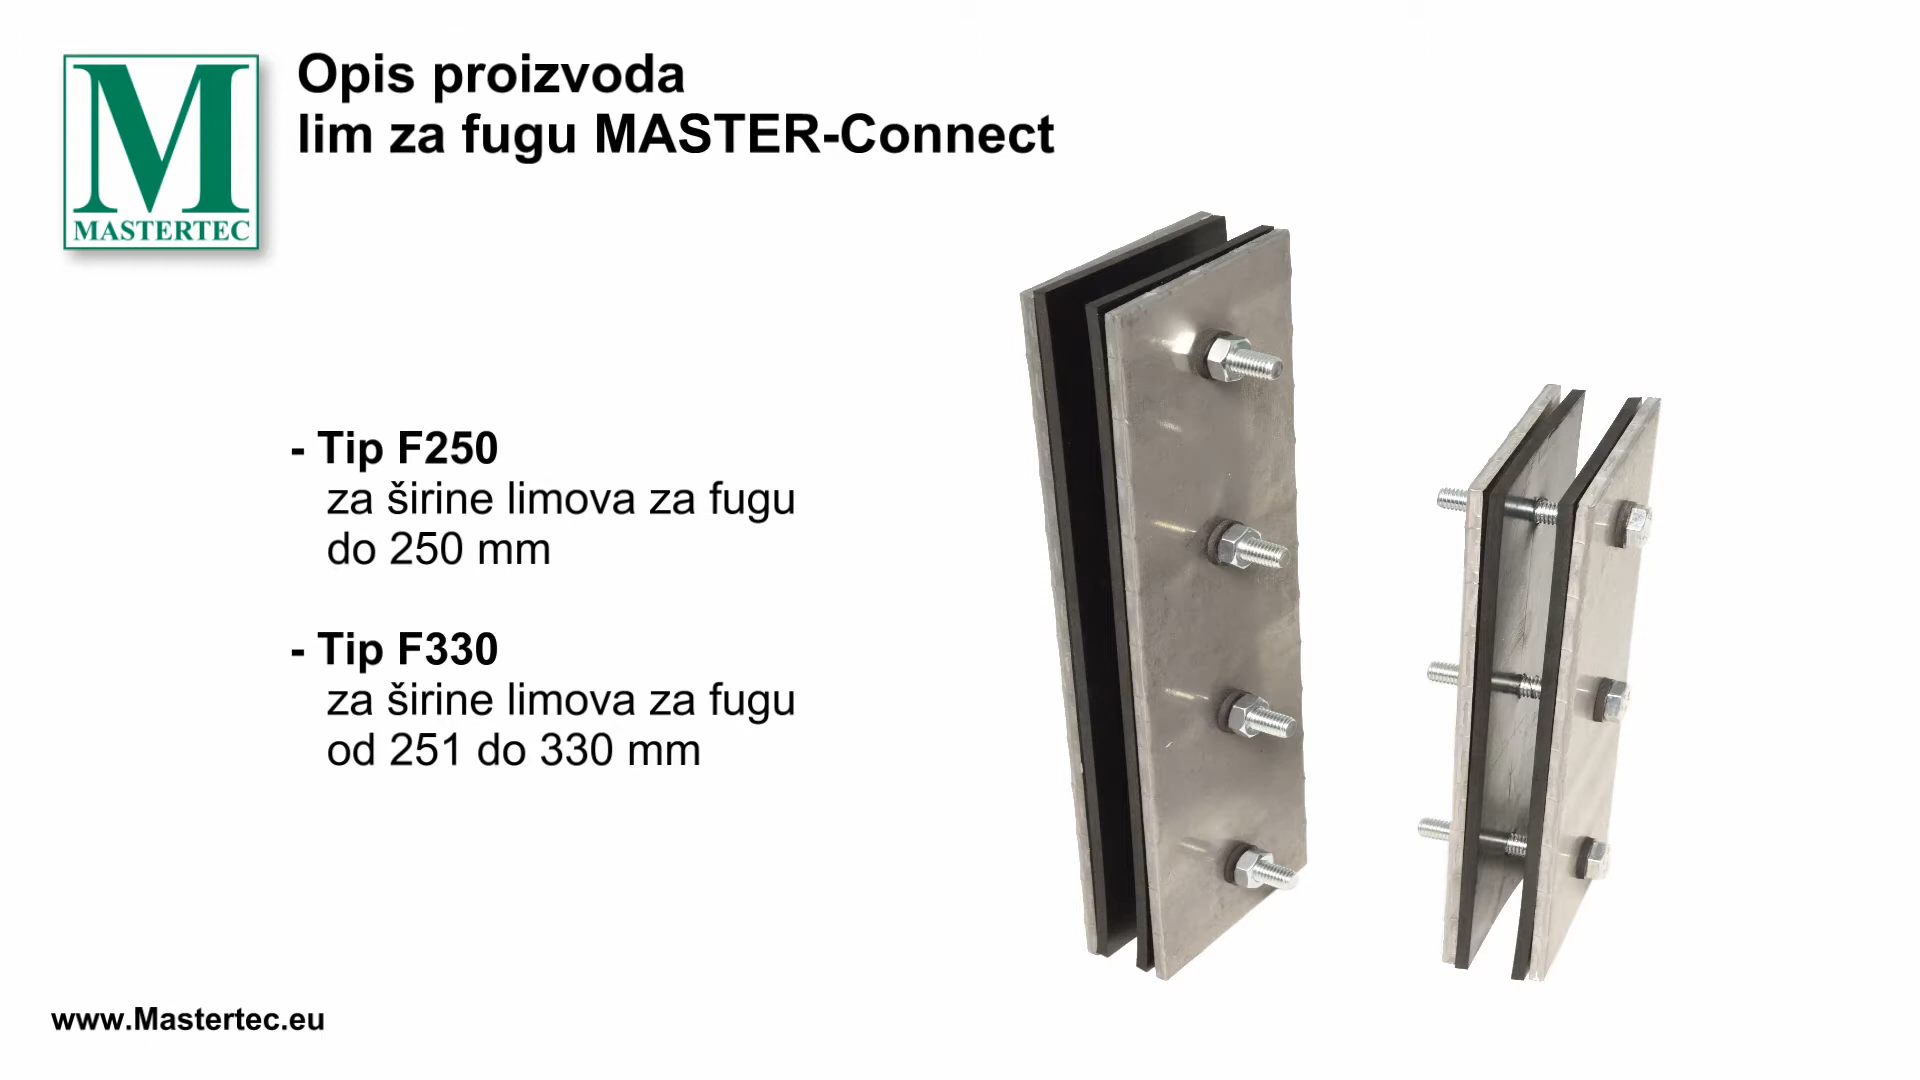 M
MASTERTEC
Opis proizvoda
lim za fugu MASTER-Connect
- Tip F250
za širine limova za fugu
do 250 mm
- Tip F330
za širine limova za fugu
od 251 do 330 mm
www.Mastertec.eu